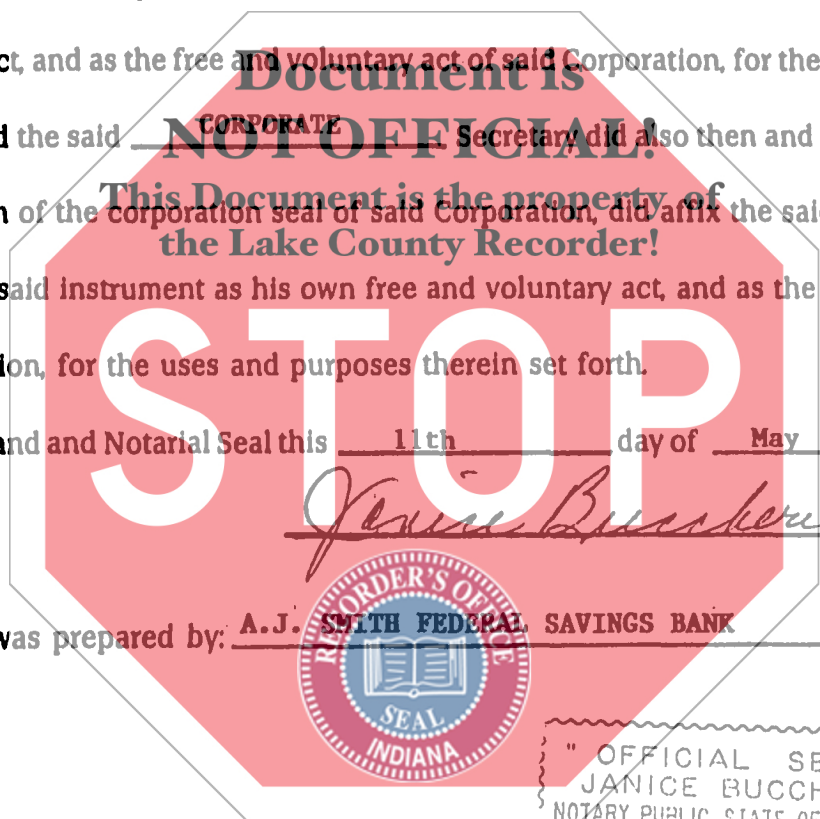 ct, and as the free and voluntary act of said Corporation, for the
Document is
d the said CORPORATE Secretary did also then and
NOT OFFICIAL!
This Document is the property of
n of the corporation seal of said Corporation, did affix the said
the Lake County Recorder!
said instrument as his own free and voluntary act, and as the
STOP
ion, for the uses and purposes therein set forth.
and and Notarial Seal this 11th day of May
Janice
RECORDER'S OFFICE
was prepared by: A.J. SMITH FEDERAL SAVINGS BANK
SEAL
INDIANA
" OFFICIAL SE
JANICE BUCCH
NOTARY PUBLIC STATE OF